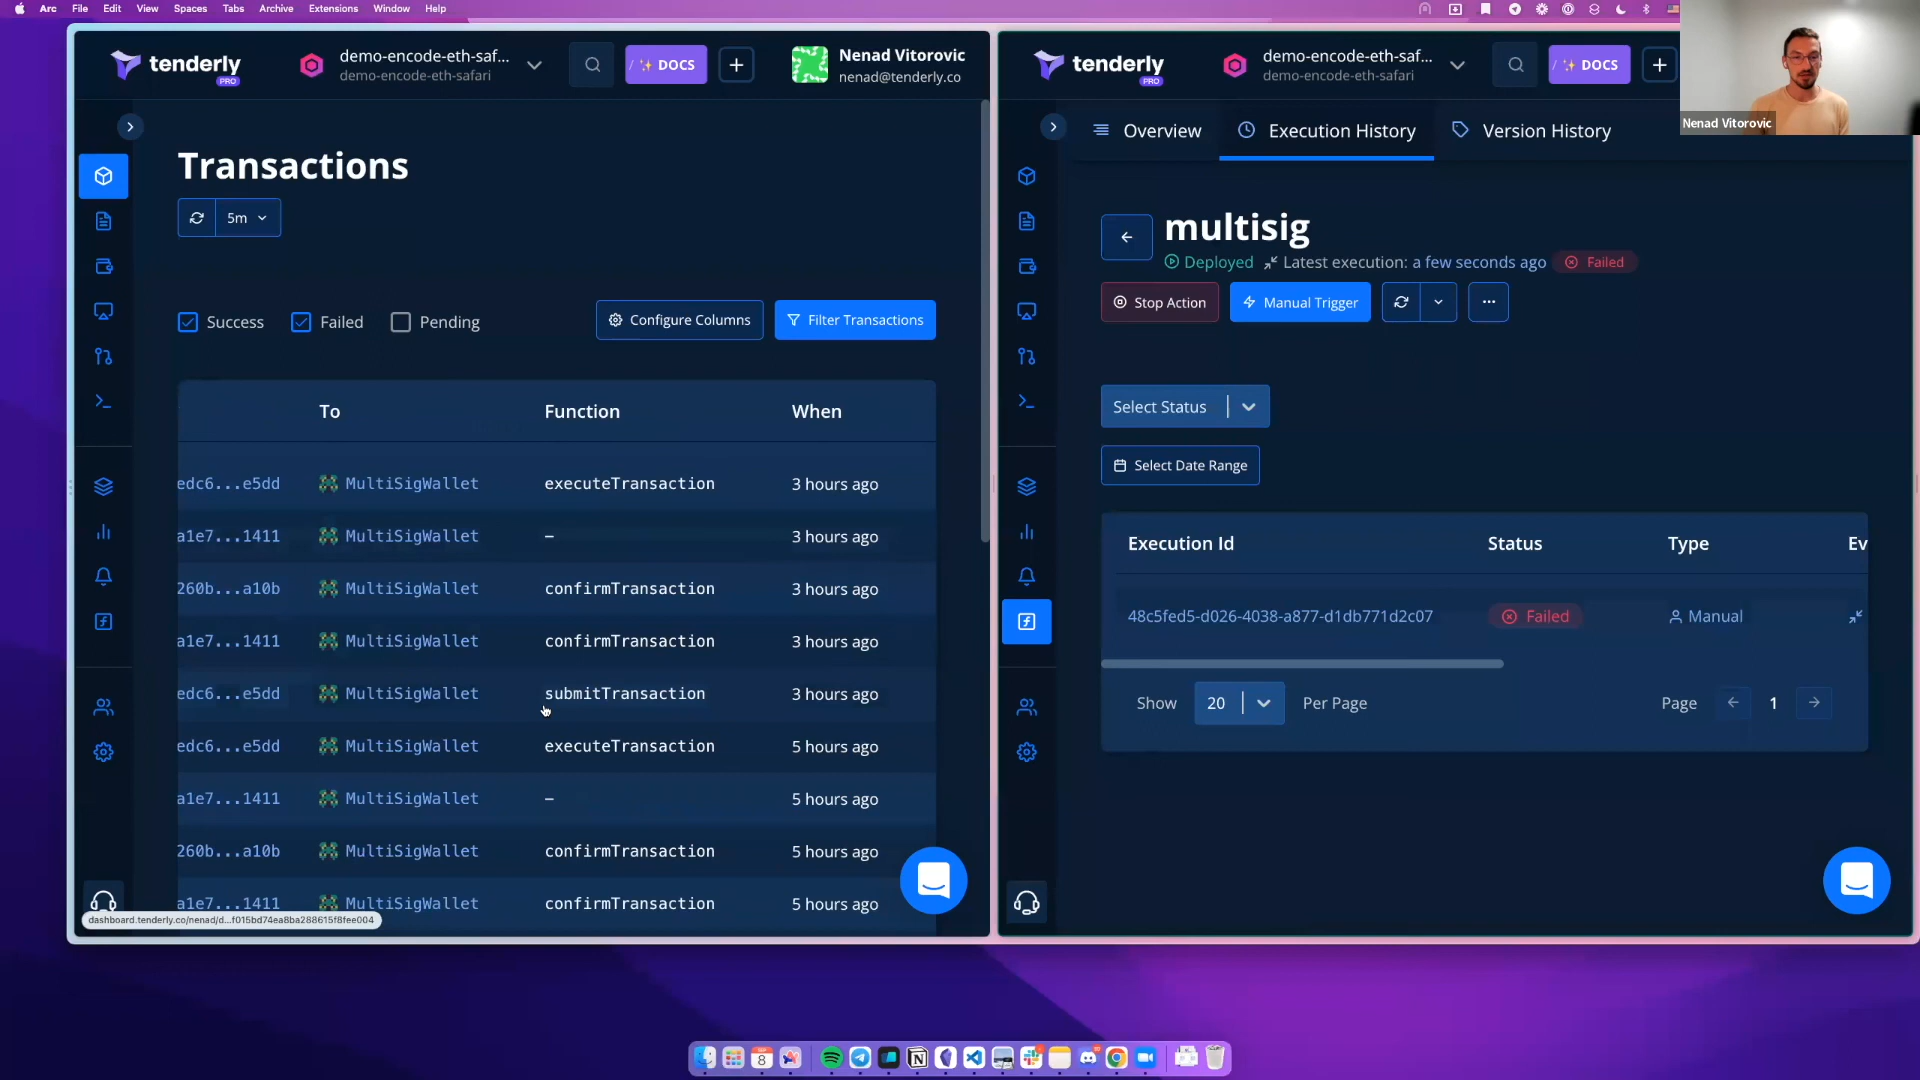 Arc File Edit View Spaces Tabs Archive Extensions Window Help
tenderly
PRO
demo-encode-eth-saf...
demo-encode-eth-safari
/ ✨ DOCS
+
Nenad Vitorovic
nenad@tenderly.co
Transactions
5m
Success
Failed
Pending
Configure Columns
Filter Transactions
To Function When
edc6...e5dd MultiSigWallet executeTransaction 3 hours ago
a1e7...1411 MultiSigWallet – 3 hours ago
260b...a10b MultiSigWallet confirmTransaction 3 hours ago
a1e7...1411 MultiSigWallet confirmTransaction 3 hours ago
edc6...e5dd MultiSigWallet submitTransaction 3 hours ago
edc6...e5dd MultiSigWallet executeTransaction 5 hours ago
a1e7...1411 MultiSigWallet – 5 hours ago
260b...a10b MultiSigWallet confirmTransaction 5 hours ago
a1e7...1411 MultiSigWallet confirmTransaction 5 hours ago
dashboard.tenderly.co/nenad/d...f015bd74ea8ba288615f8fee004
tenderly
PRO
demo-encode-eth-saf...
demo-encode-eth-safari
/ ✨ DOCS
+
Nenad Vitorovic
Overview
Execution History
Version History
multisig
Deployed Latest execution: a few seconds ago Failed
Stop Action
Manual Trigger
...
Select Status
Select Date Range
Execution Id Status Type Ev
48c5fed5-d026-4038-a877-d1db771d2c07 Failed Manual
Show 20 Per Page Page 1
8